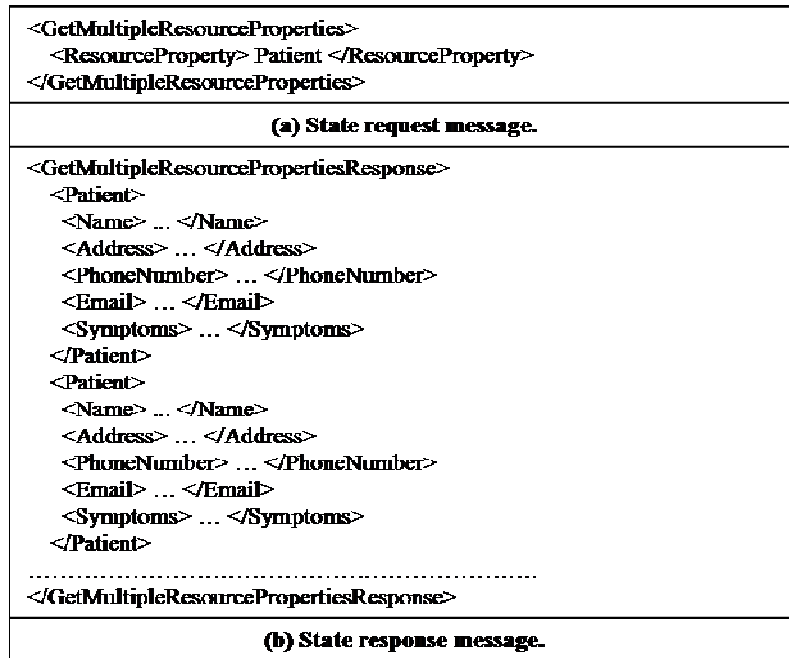 <GetMultipleResourceProperties>
<ResourceProperty> Patient </ResourceProperty>
</GetMultipleResourceProperties>
(a) State request message.
<GetMultipleResourcePropertiesResponse>
<Patient>
<Name> ... </Name>
<Address> ... </Address>
<PhoneNumber> ... </PhoneNumber>
<Email> ... </Email>
<Symptoms> ... </Symptoms>
</Patient>
<Patient>
<Name> ... </Name>
<Address> ... </Address>
<PhoneNumber> ... </PhoneNumber>
<Email> ... </Email>
<Symptoms> ... </Symptoms>
</Patient>
................................................................
</GetMultipleResourcePropertiesResponse>
(b) State response message.